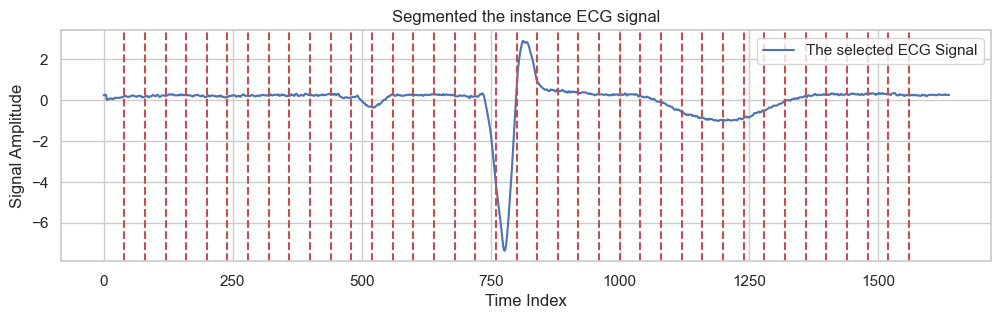 Segmented the instance ECG signal
The selected ECG Signal
Signal Amplitude
2
0
−2
−4
−6
0 250 500 750 1000 1250 1500
Time Index